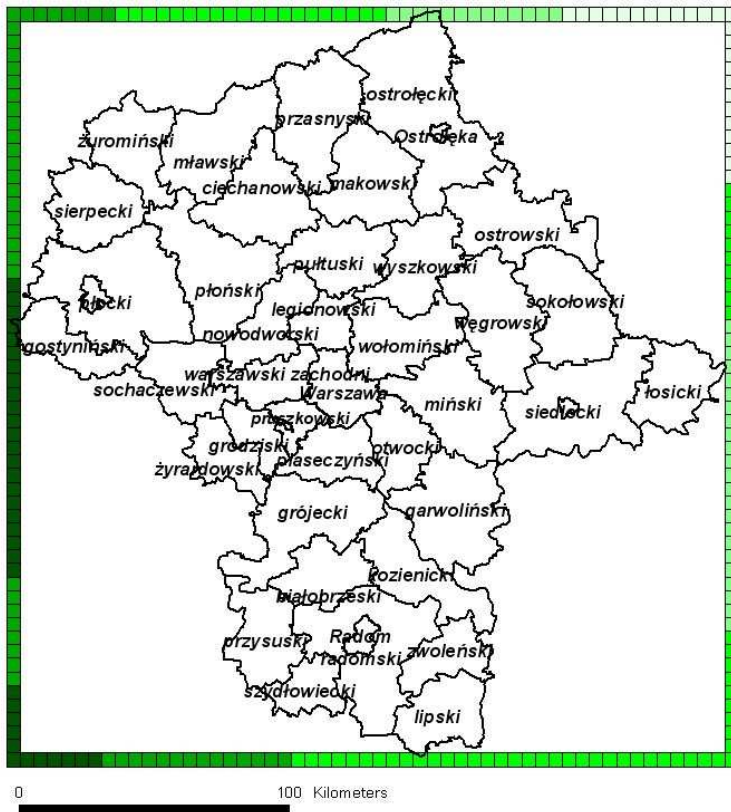 ostrołęcki
przasnyski
Ostrołęka
żuromiński
mławski
ciechanowski
makowski
sierpecki
ostrowski
pułtuski
wyszkowski
płoński
płocki
sokołowski
legionowski
węgrowski
nowodworski
gostyniński
wołomiński
warszawski zachodni
sochaczewski
Warszawa
łosicki
miński
siedlecki
pruszkowski
grodziski
otwocki
piaseczyński
żyrardowski
grójecki
garwoliński
kozienicki
białobrzeski
Radom
przysuski
zwoleński
radomski
szydłowiecki
lipski
0 100 Kilometers